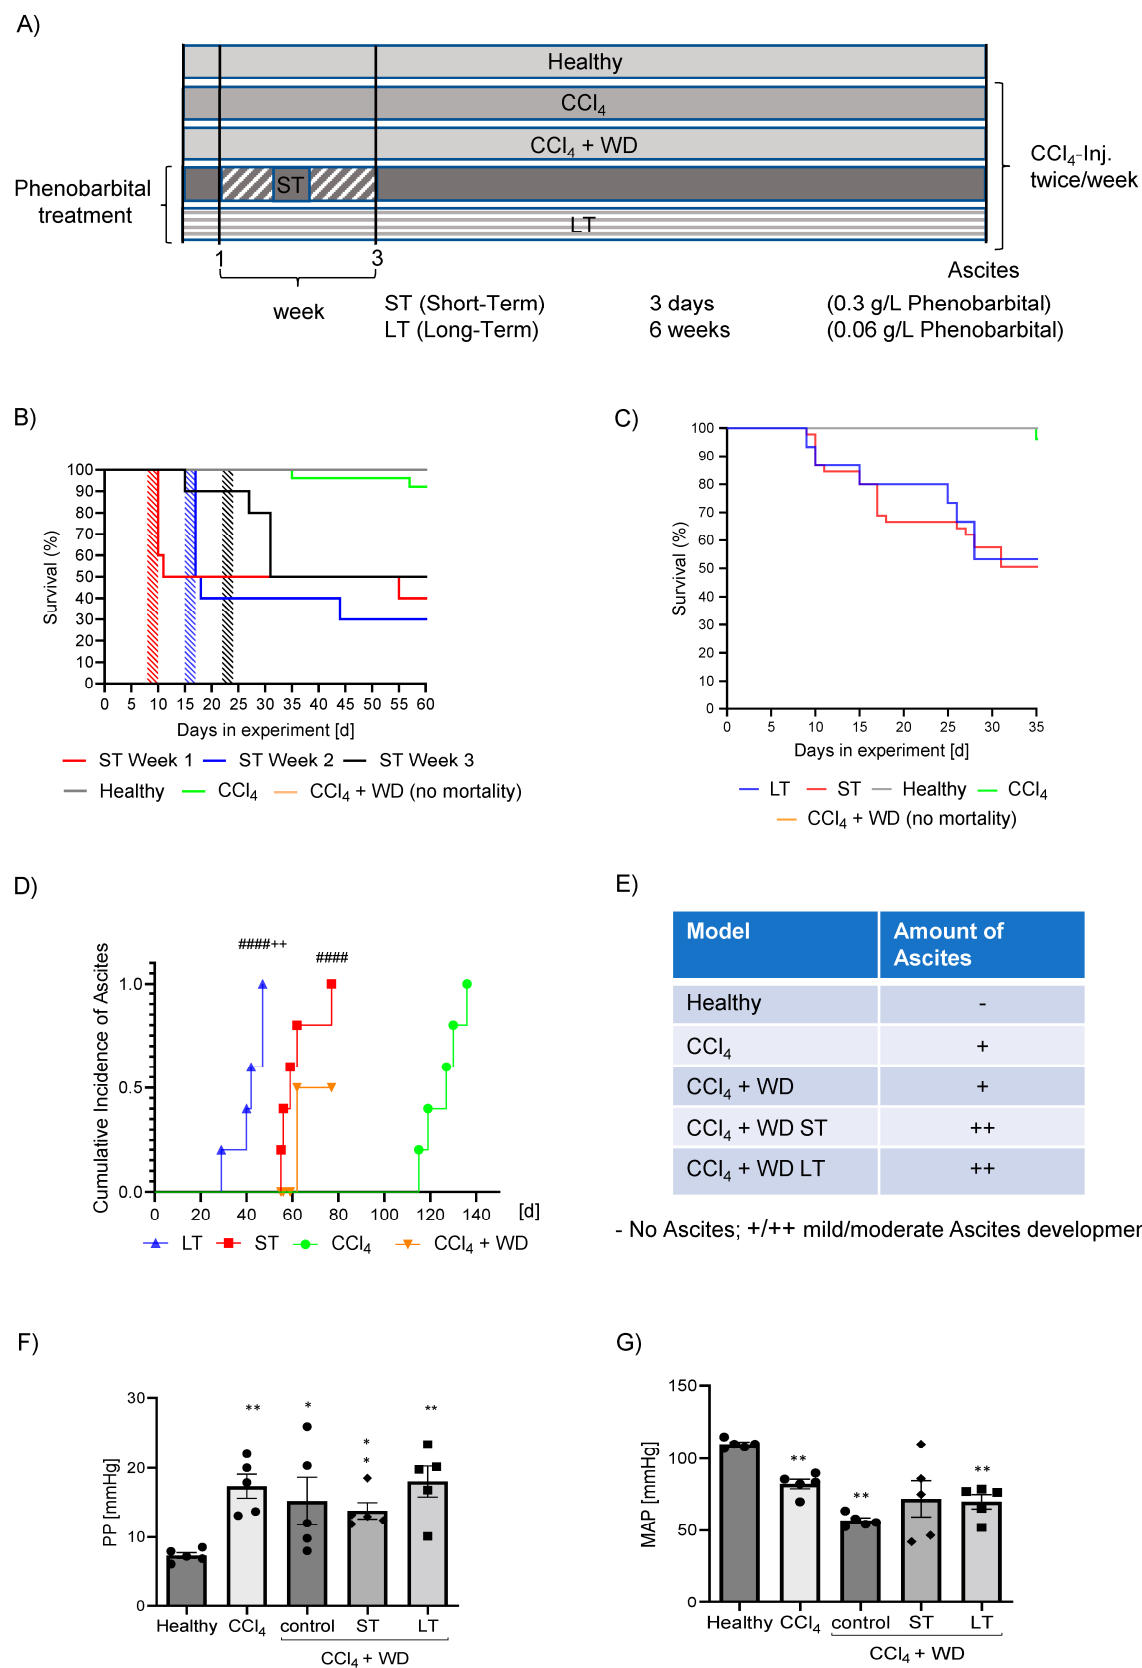 A)
Healthy
CCl₄
CCl₄ + WD
ST
LT
Phenobarbital
treatment
CCl₄-Inj.
twice/week
1
3
week
Ascites
ST (Short-Term) 3 days (0.3 g/L Phenobarbital)
LT (Long-Term) 6 weeks (0.06 g/L Phenobarbital)
B)
Survival (%)
100
90
80
70
60
50
40
30
20
10
0
0 5 10 15 20 25 30 35 40 45 50 55 60
Days in experiment [d]
ST Week 1 ST Week 2 ST Week 3
Healthy CCl₄ CCl₄ + WD (no mortality)
C)
Survival (%)
100
90
80
70
60
50
40
30
20
10
0
0 5 10 15 20 25 30 35
Days in experiment [d]
LT ST Healthy CCl₄
CCl₄ + WD (no mortality)
D)
Cumulative Incidence of Ascites
####++
####
1.0
0.5
0.0
0 20 40 60 80 100 120 140 [d]
LT ST CCl₄ CCl₄ + WD
E)
Model Amount of
Ascites
Healthy -
CCl₄ +
CCl₄ + WD +
CCl₄ + WD ST ++
CCl₄ + WD LT ++
- No Ascites; +/++ mild/moderate Ascites developmer
F)
PP [mmHg]
30
20
10
0
**
*
*
*
**
Healthy CCl₄ control ST LT
CCl₄ + WD
G)
MAP [mmHg]
150
100
50
0
**
**
**
Healthy CCl₄ control ST LT
CCl₄ + WD